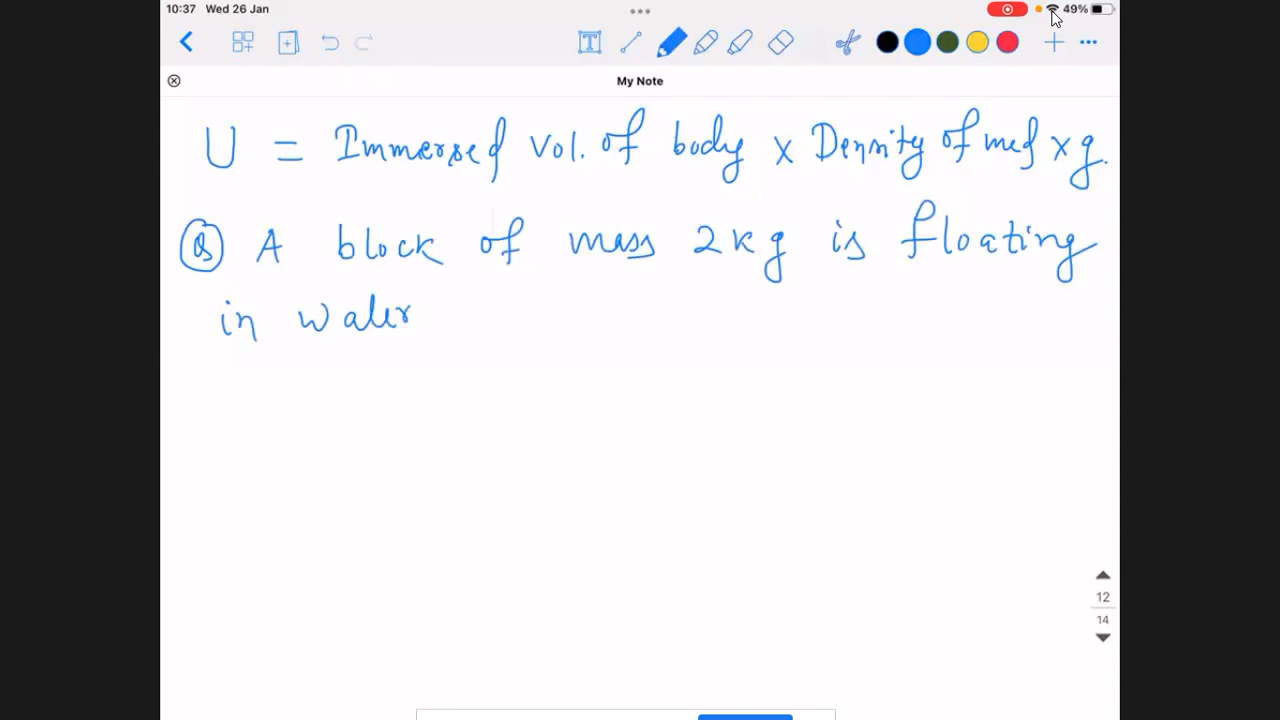 10:37 Wed 26 Jan
49%
My Note
U = Immersed Vol. of body x Density of med x g.
Q A block of mass 2kg is floating
in water
12
14